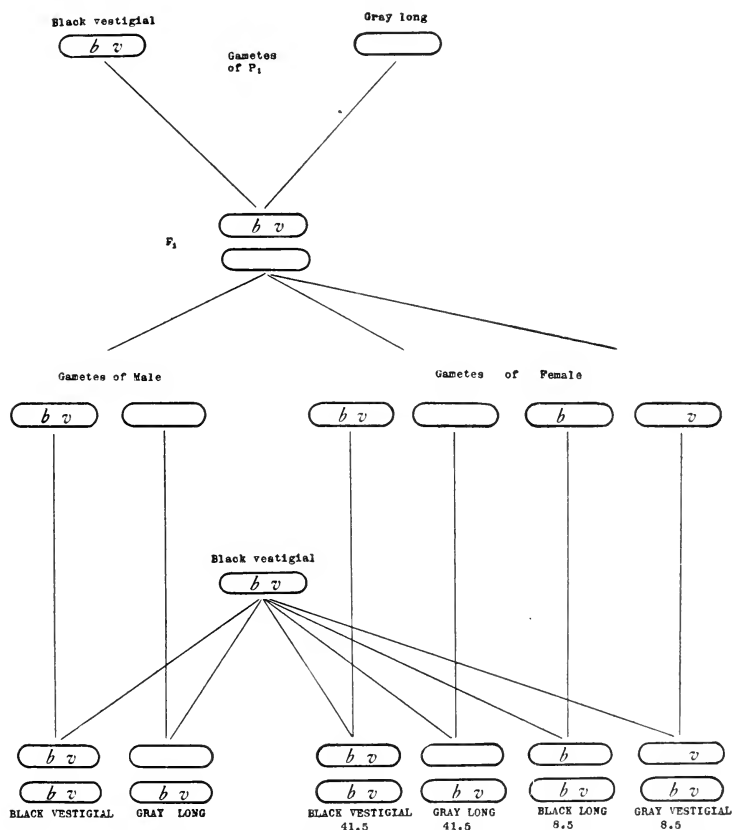 Black vestigial
Gray long
b v
Gametes
of P₁
F₁
b v
Gametes of Male
Gametes of Female
b v
b v
b
v
Black vestigial
b v
b v
b v
b
v
b v
b v
b v
b v
b v
b v
BLACK VESTIGIAL
GRAY LONG
BLACK VESTIGIAL
GRAY LONG
BLACK LONG
GRAY VESTIGIAL
41.5
41.5
8.5
8.5